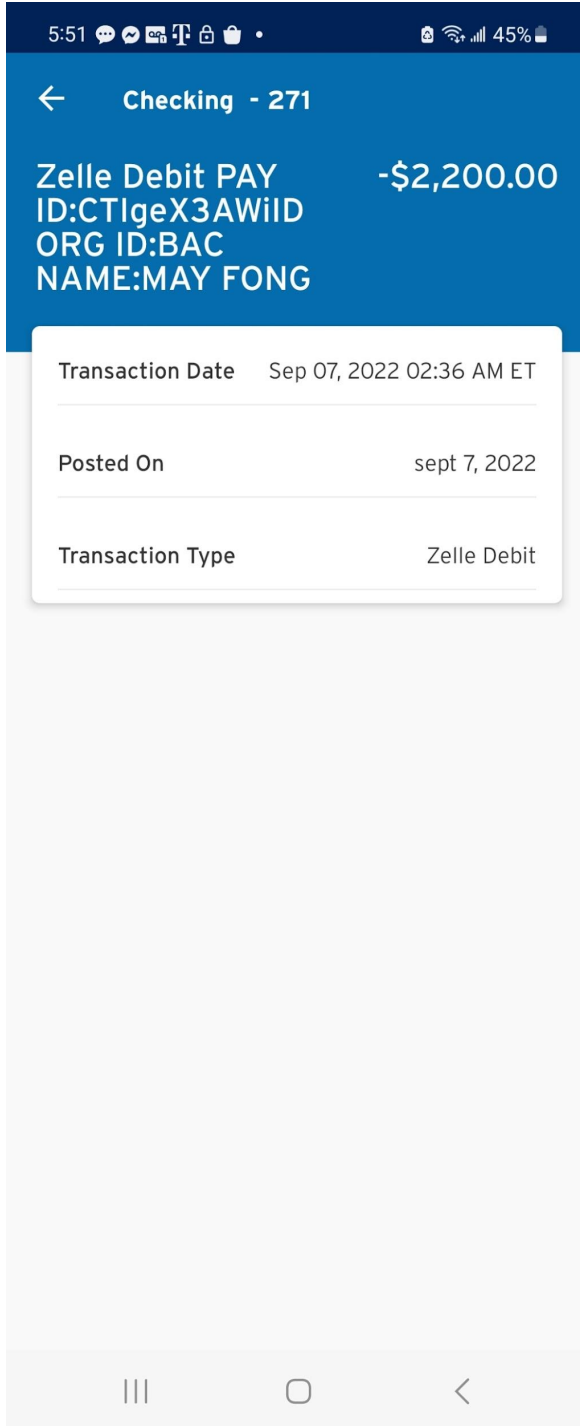 5:51 45%
Checking - 271
Zelle Debit PAY -$2,200.00
ID:CTIgeX3AWiID
ORG ID:BAC
NAME:MAY FONG
Transaction Date Sep 07, 2022 02:36 AM ET
Posted On sept 7, 2022
Transaction Type Zelle Debit